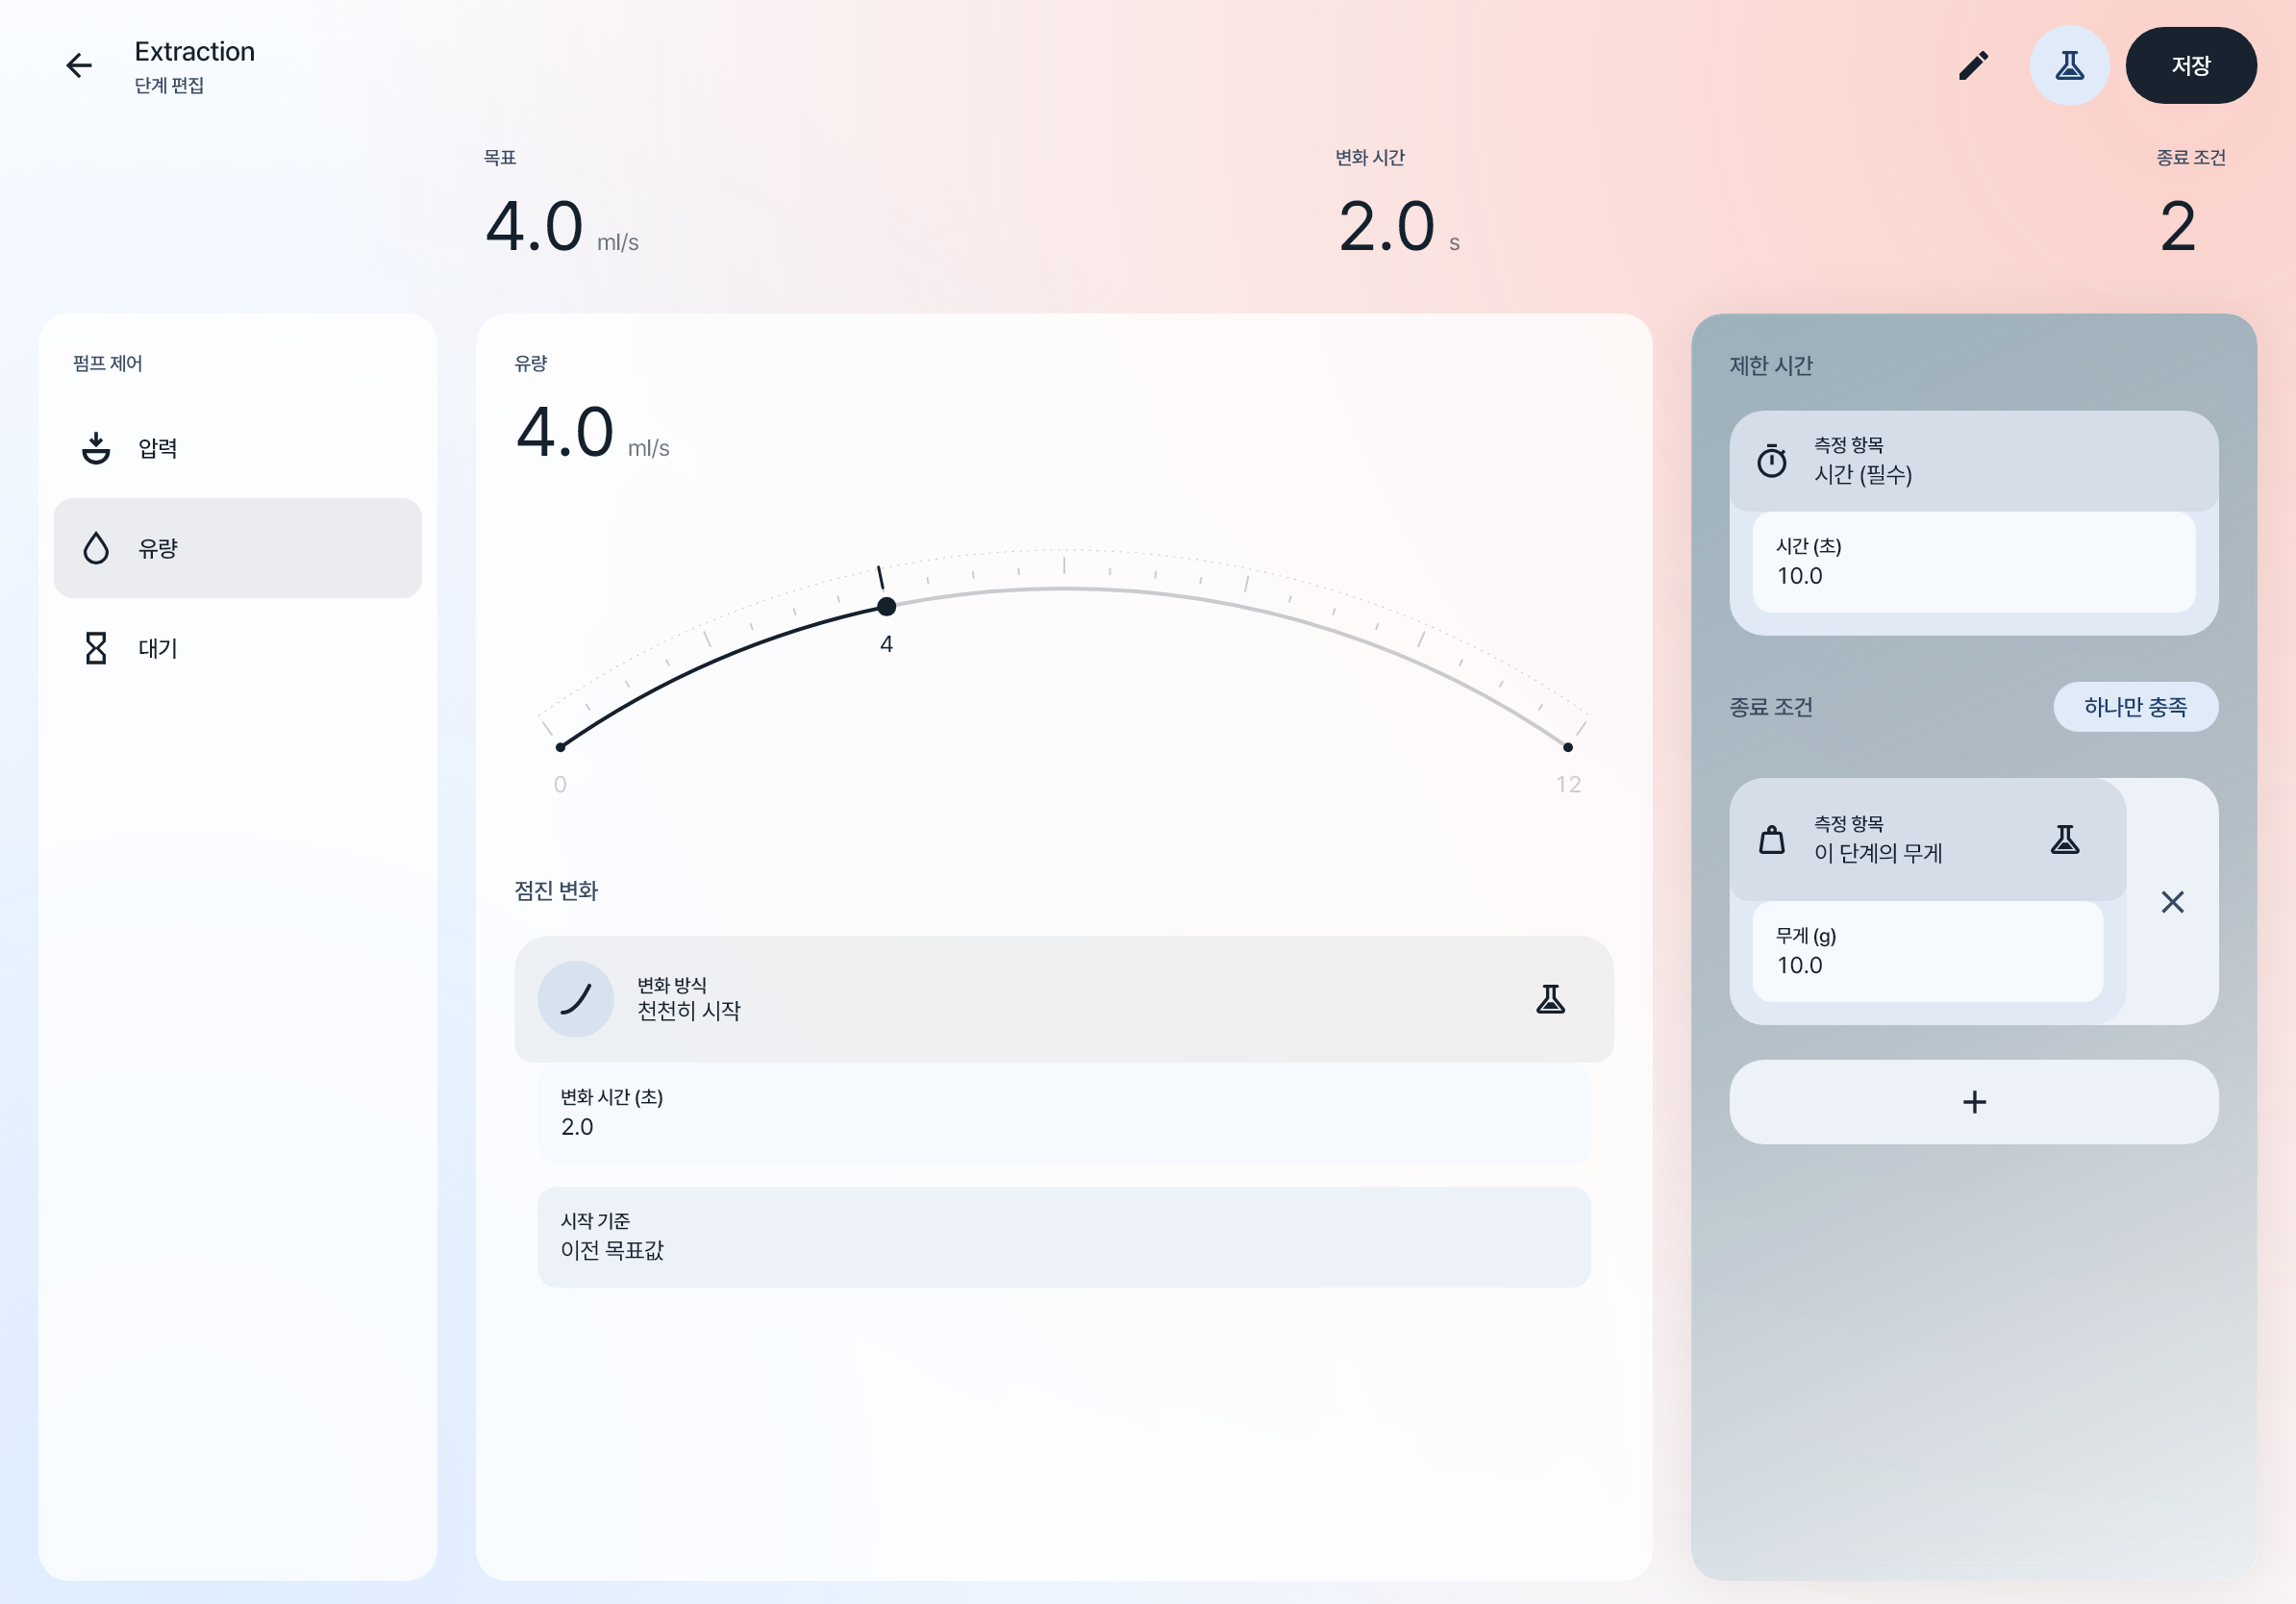 Extraction
단계 편집
저장
목표
4.0 ml/s
변화 시간
2.0 s
종료 조건
2
펌프 제어
압력
유량
대기
유량
4.0 ml/s
4
0
12
점진 변화
변화 방식
천천히 시작
변화 시간 (초)
2.0
시작 기준
이전 목표값
제한 시간
측정 항목
시간 (필수)
시간 (초)
10.0
종료 조건
하나만 충족
측정 항목
이 단계의 무게
무게 (g)
10.0